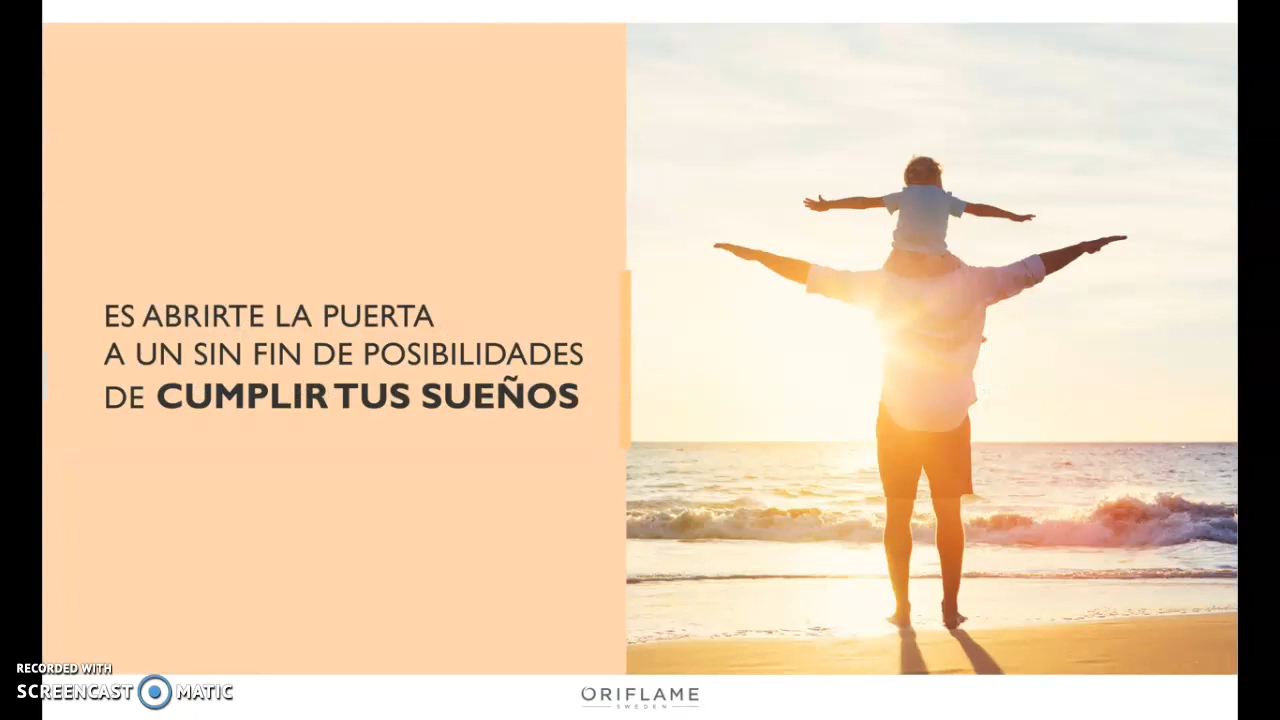 ES ABRIRTE LA PUERTA
A UN SIN FIN DE POSIBILIDADES
DE CUMPLIR TUS SUEÑOS
RECORDED WITH
SCREENCAST MATIC
ORIFLAME
SWEDEN